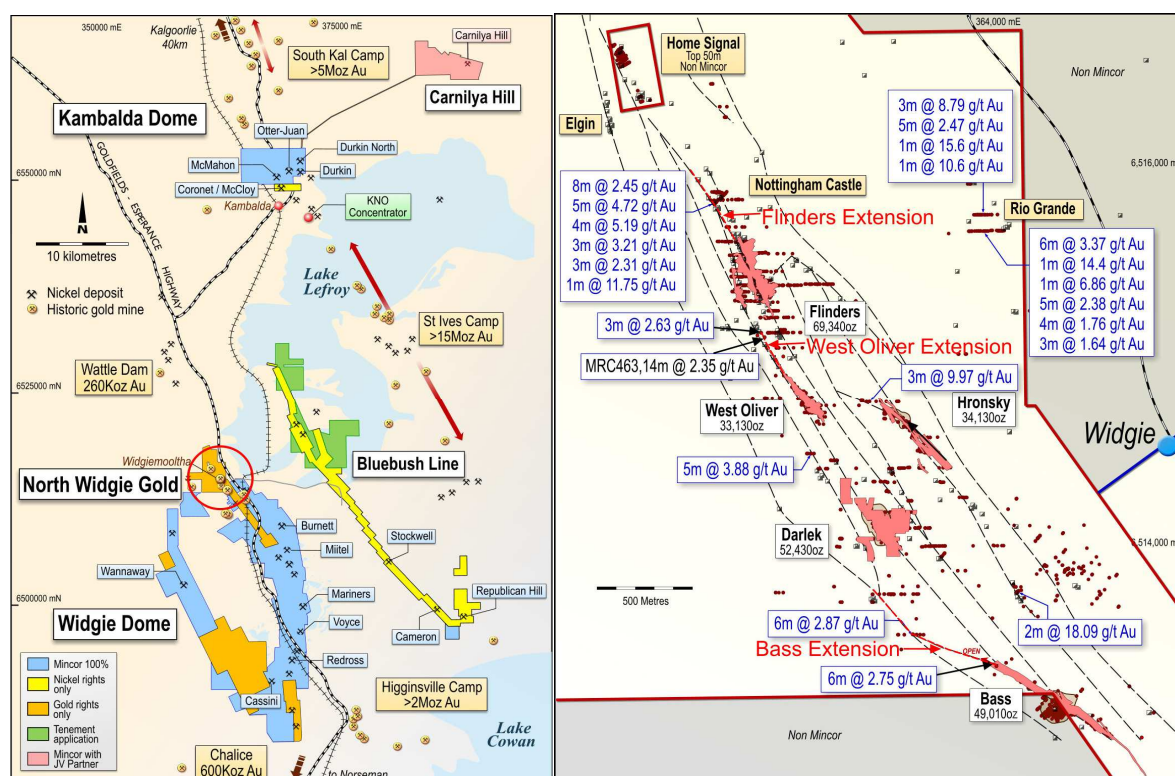 350000 mE
375000 mE
Kalgoorlie
40km
South Kal Camp
>5Moz Au
Carnilya Hill
Carnilya Hill
Kambalda Dome
Otter-Juan
Durkin North
McMahon
Durkin
6550000 mN
Coronet / McCloy
Kambalda
KNO
Concentrator
GOLDFIELDS - ESPERANCE
HIGHWAY
N
10 kilometres
Nickel deposit
Historic gold mine
Lake
Lefroy
St Ives Camp
>15Moz Au
Wattle Dam
260Koz Au
6525000 mN
Widgiemooltha
Bluebush Line
North Widgie Gold
Burnett
Miitel
Stockwell
Wannaway
Mariners
Republican Hill
6500000 mN
Widgie Dome
Voyce
Cameron
Redross
Mincor 100%
Nickel rights
only
Gold rights
only
Tenement
application
Mincor with
JV Partner
Cassini
Higginsville Camp
>2Moz Au
Lake
Cowan
Chalice
600Koz Au
to Norseman
364,000 mE
Home Signal
Top 50m
Non Mincor
Non Mincor
Elgin
3m @ 8.79 g/t Au
5m @ 2.47 g/t Au
1m @ 15.6 g/t Au
1m @ 10.6 g/t Au
6,516,000 mN
Nottingham Castle
8m @ 2.45 g/t Au
5m @ 4.72 g/t Au
4m @ 5.19 g/t Au
3m @ 3.21 g/t Au
3m @ 2.31 g/t Au
1m @ 11.75 g/t Au
Flinders Extension
Rio Grande
6m @ 3.37 g/t Au
1m @ 14.4 g/t Au
1m @ 6.86 g/t Au
5m @ 2.38 g/t Au
4m @ 1.76 g/t Au
3m @ 1.64 g/t Au
Flinders
69,340oz
3m @ 2.63 g/t Au
West Oliver Extension
MRC463,14m @ 2.35 g/t Au
3m @ 9.97 g/t Au
West Oliver
33,130oz
Hronsky
34,130oz
Widgie
5m @ 3.88 g/t Au
Darlek
52,430oz
6,514,000 mN
500 Metres
6m @ 2.87 g/t Au
2m @ 18.09 g/t Au
Bass Extension
OPEN
6m @ 2.75 g/t Au
Bass
49,010oz
Non Mincor